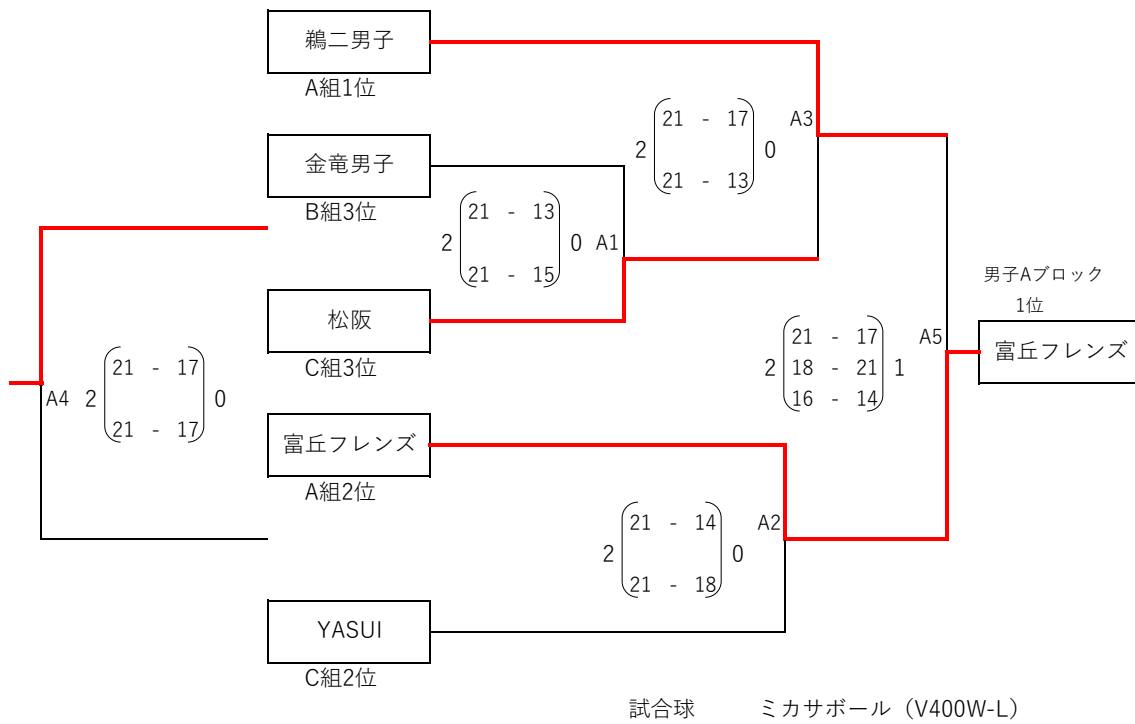 鵜二男子
A組1位
21 - 17 A3
2 0
21 - 13
金竜男子
B組3位
21 - 13
2 0 A1
21 - 15
松阪
C組3位
男子Aブロック
1位
富丘フレンズ
21 - 17 A5
2 18 - 21 1
16 - 14
21 - 17
A4 2 0
21 - 17
富丘フレンズ
A組2位
21 - 14 A2
2 0
21 - 18
YASUI
C組2位
試合球 ミカサボール（V400W-L）